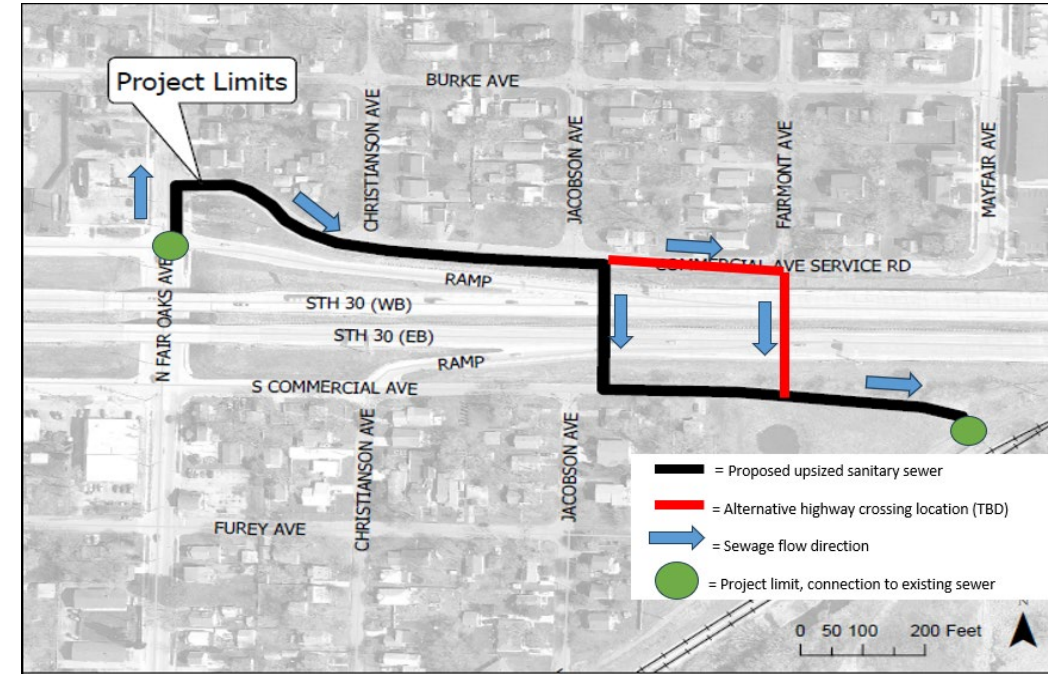 Project Limits
BURKE AVE
CHRISTIANSON AVE
JACOBSON AVE
FAIRMONT AVE
MAYFAIR AVE
COMMERCIAL AVE SERVICE RD
RAMP
STH 30 (WB)
STH 30 (EB)
RAMP
N FAIR OAKS AVE
S COMMERCIAL AVE
CHRISTIANSON AVE
JACOBSON AVE
FUREY AVE
= Proposed upsized sanitary sewer
= Alternative highway crossing location (TBD)
= Sewage flow direction
= Project limit, connection to existing sewer
0 50 100 200 Feet